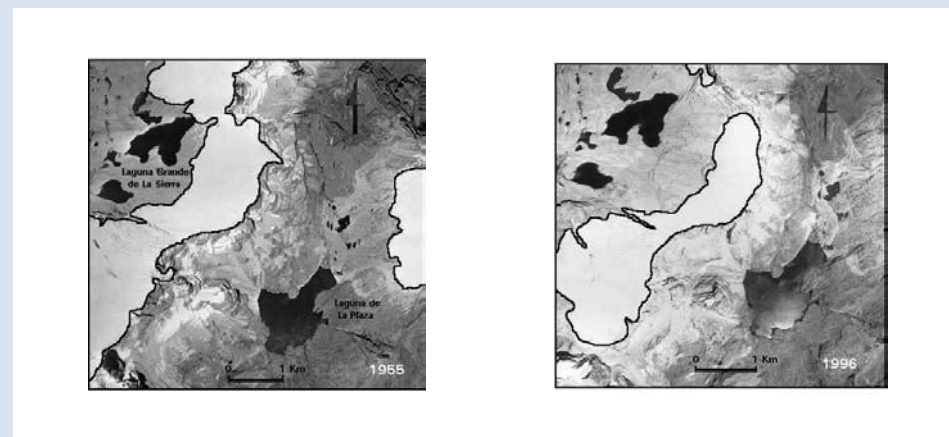 Laguna Grande
de La Sierra
Laguna de
La Plaza
0 1 Km
1955
0 1 Km
1996